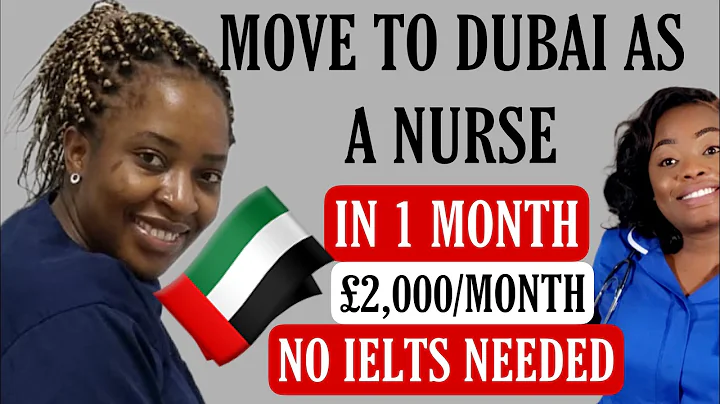 MOVE TO DUBAI AS
A NURSE
IN 1 MONTH
£2,000/MONTH
NO IELTS NEEDED